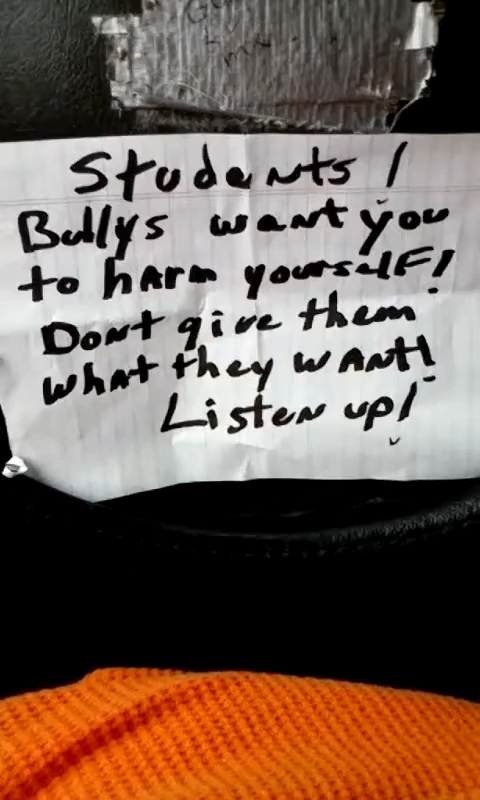 Students!
Bullys want you
to harm yourself!
Dont give them
what they want!
Listen up!